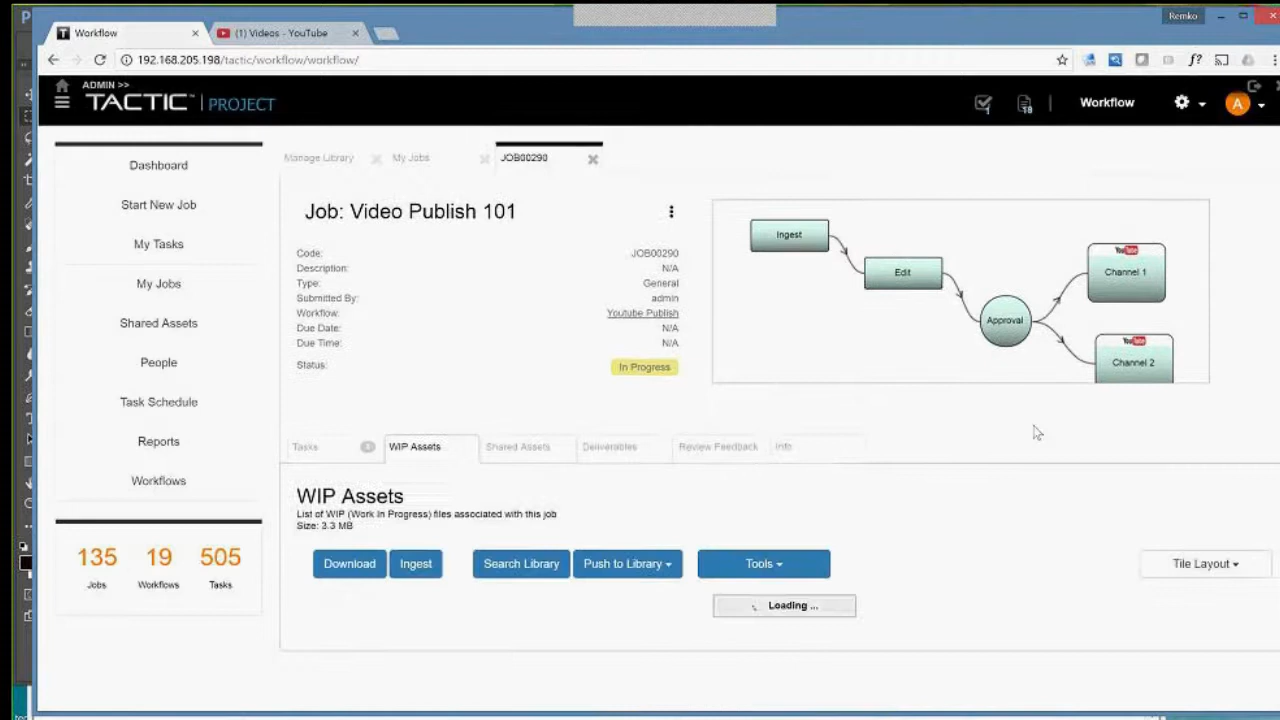 Remko
Workflow
(1) Videos - YouTube
192.168.205.198/tactic/workflow/workflow/
f?
ADMIN >>
TACTIC™ | PROJECT
1
18
Workflow
A
Dashboard
Start New Job
My Tasks
My Jobs
Shared Assets
People
Task Schedule
Reports
Workflows
135
19
505
Jobs
Workflows
Tasks
Manage Library
My Jobs
JOB00290
Job: Video Publish 101
Code: JOB00290
Description: N/A
Type: General
Submitted By: admin
Workflow: Youtube Publish
Due Date: N/A
Due Time: N/A
Status: In Progress
Ingest
Edit
Approval
YouTube
Channel 1
YouTube
Channel 2
Tasks
WIP Assets
Shared Assets
Deliverables
Review Feedback
Info
WIP Assets
List of WIP (Work In Progress) files associated with this job
Size: 3.3 MB
Download
Ingest
Search Library
Push to Library
Tools
Tile Layout
Loading ...